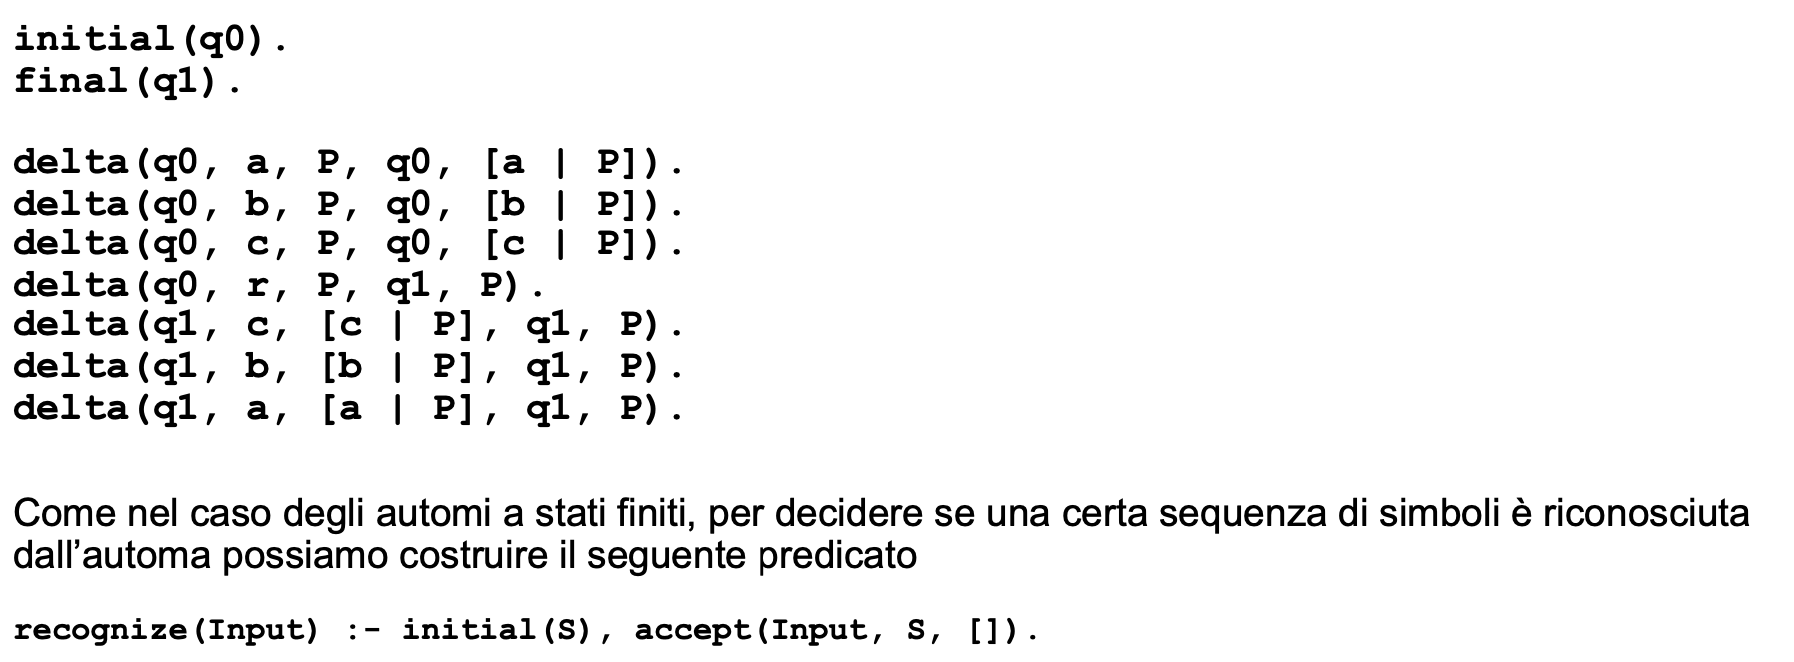 initial(q0).
final(q1).
delta(q0, a, P, q0, [a | P]).
delta(q0, b, P, q0, [b | P]).
delta(q0, c, P, q0, [c | P]).
delta(q0, r, P, q1, P).
delta(q1, c, [c | P], q1, P).
delta(q1, b, [b | P], q1, P).
delta(q1, a, [a | P], q1, P).
Come nel caso degli automi a stati finiti, per decidere se una certa sequenza di simboli è riconosciuta
dall’automa possiamo costruire il seguente predicato
recognize(Input) :- initial(S), accept(Input, S, []).